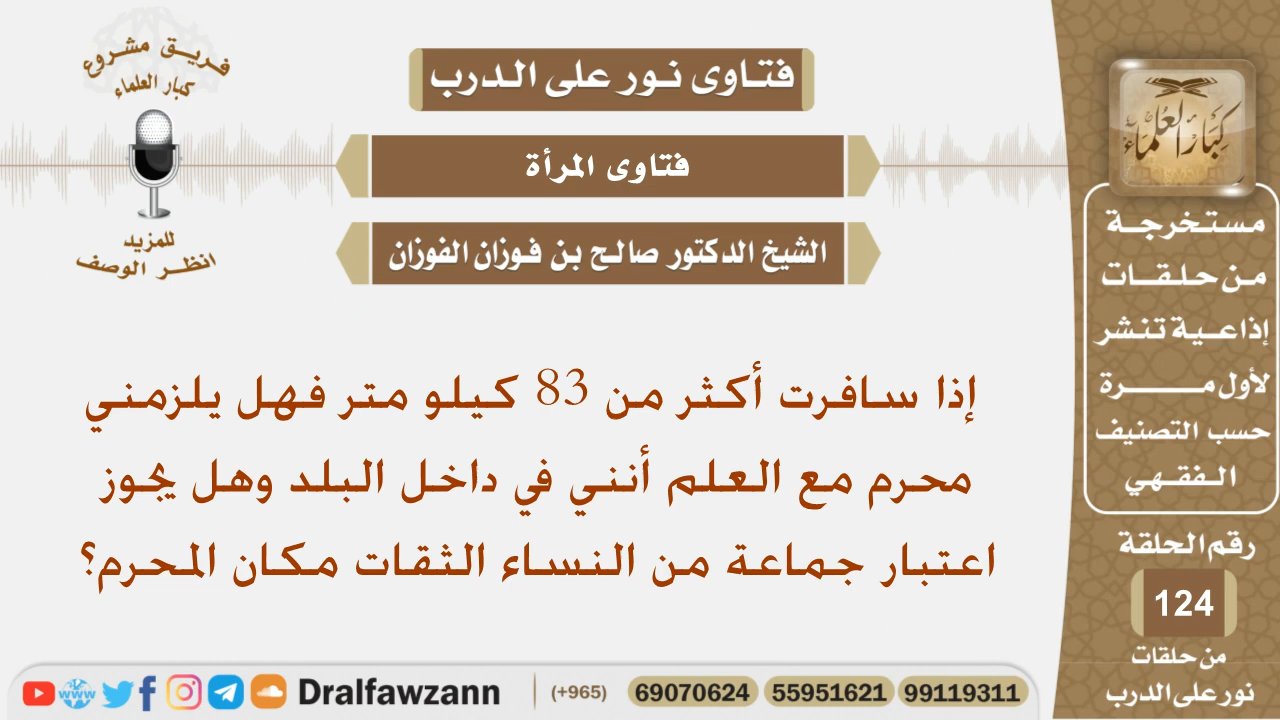 فريق مشروع
كبار العلماء
للمزيد
انظر الوصف
فتاوى نور على الدرب
فتاوى المرأة
الشيخ الدكتور صالح بن فوزان الفوزان
إذا سافرت أكثر من 83 كيلو متر فهل يلزمني
محرم مع العلم أنني في داخل البلد وهل يجوز
اعتبار جماعة من النساء الثقات مكان المحرم؟
كبار العلماء
مستخرجة
من حلقات
إذاعية تنشر
لأول مرة
حسب التصنيف
الفقهي
رقم الحلقة
124
من حلقات
نور على الدرب
www
Dralfawzann
(+965) 69070624 55951621 99119311